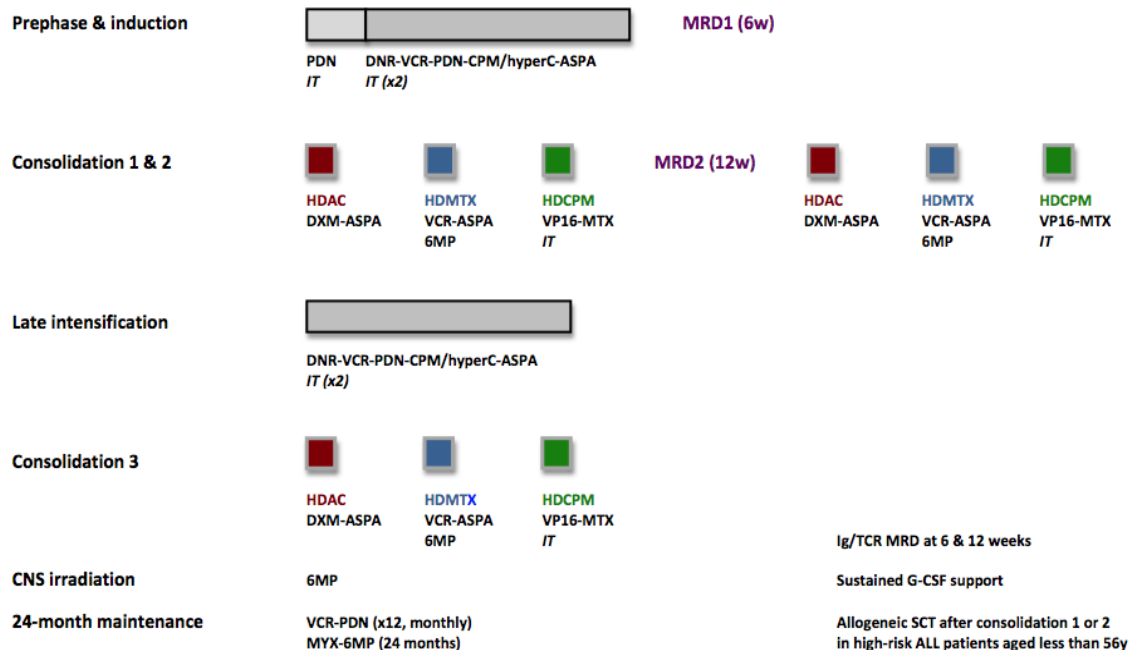 Prephase & induction
MRD1 (6w)
PDN
IT
DNR-VCR-PDN-CPM/hyperC-ASPA
IT (x2)
Consolidation 1 & 2
MRD2 (12w)
HDAC
DXM-ASPA
HDMTX
VCR-ASPA
6MP
HDCPM
VP16-MTX
IT
HDAC
DXM-ASPA
HDMTX
VCR-ASPA
6MP
HDCPM
VP16-MTX
IT
Late intensification
DNR-VCR-PDN-CPM/hyperC-ASPA
IT (x2)
Consolidation 3
HDAC
DXM-ASPA
HDMTX
VCR-ASPA
6MP
HDCPM
VP16-MTX
IT
Ig/TCR MRD at 6 & 12 weeks
CNS irradiation
6MP
Sustained G-CSF support
24-month maintenance
VCR-PDN (x12, monthly)
MYX-6MP (24 months)
Allogeneic SCT after consolidation 1 or 2
in high-risk ALL patients aged less than 56y